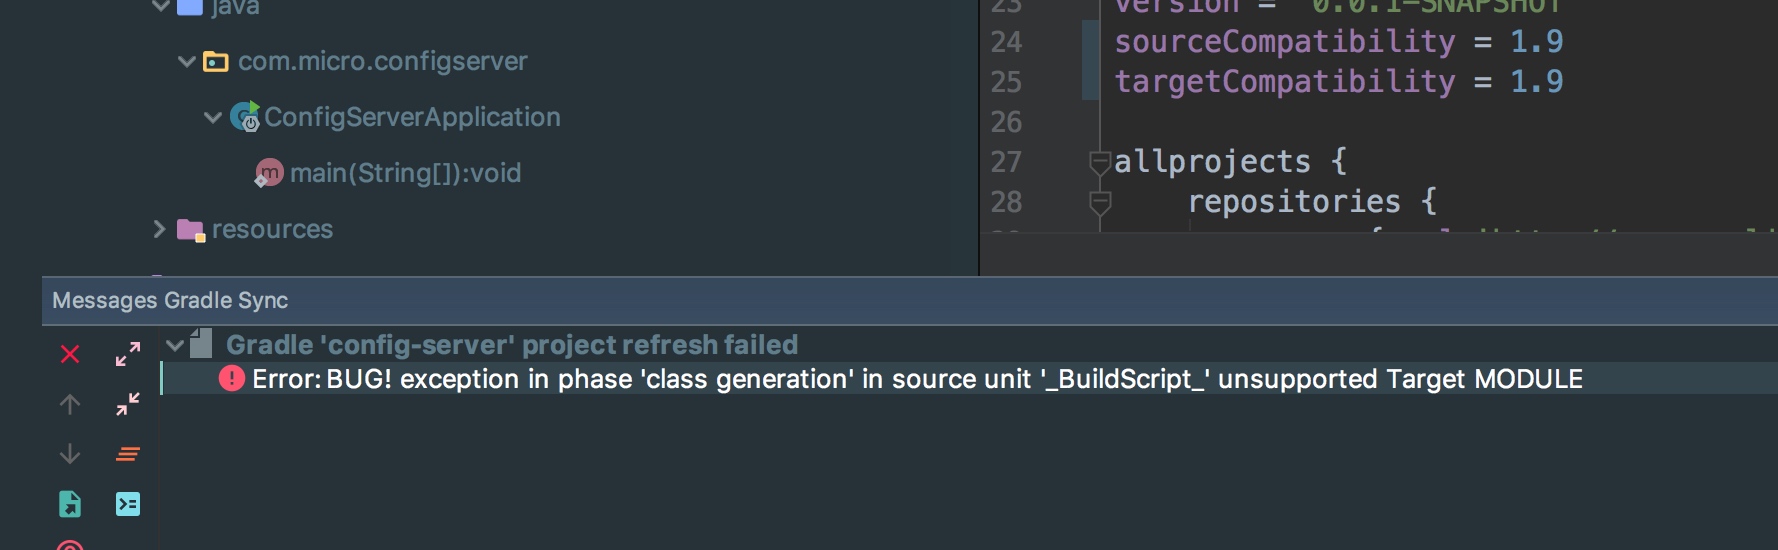 java
com.micro.configserver
ConfigServerApplication
main(String[]):void
resources
23 version = '0.0.1-SNAPSHOT'
24 sourceCompatibility = 1.9
25 targetCompatibility = 1.9
26
27 allprojects {
28 repositories {
Messages Gradle Sync
Gradle 'config-server' project refresh failed
Error: BUG! exception in phase 'class generation' in source unit '_BuildScript_' unsupported Target MODULE